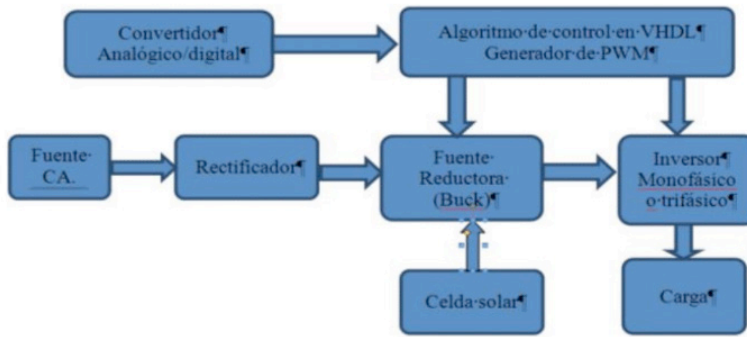 Convertidor¶
Analógico/digital¶
Algoritmo·de·control·en·VHDL¶
Generador·de·PWM¶
Fuente·
CA.
Rectificador¶
Fuente·
Reductora·
(Buck)¶
Inversor¶
Monofásico
o·trifásico¶
Celda·solar¶
Carga¶